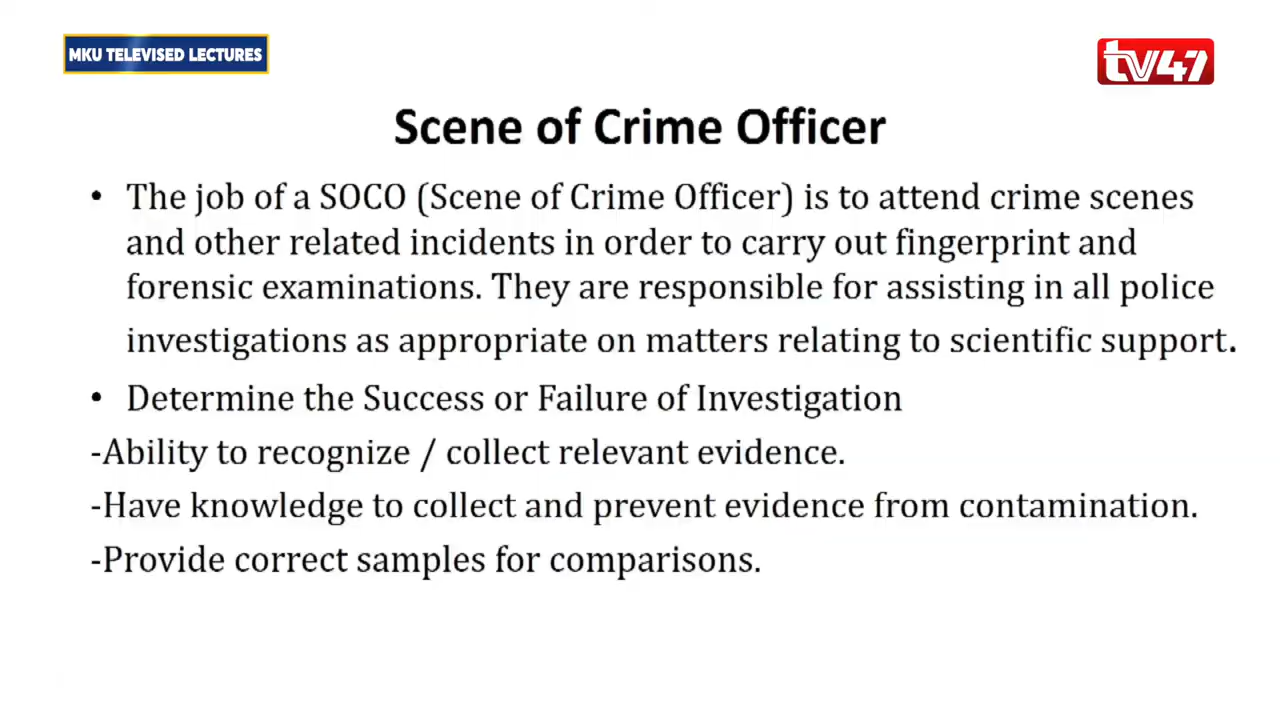 MKU TELEVISED LECTURES
tv47
Scene of Crime Officer
• The job of a SOCO (Scene of Crime Officer) is to attend crime scenes
and other related incidents in order to carry out fingerprint and
forensic examinations. They are responsible for assisting in all police
investigations as appropriate on matters relating to scientific support.
• Determine the Success or Failure of Investigation
-Ability to recognize / collect relevant evidence.
-Have knowledge to collect and prevent evidence from contamination.
-Provide correct samples for comparisons.